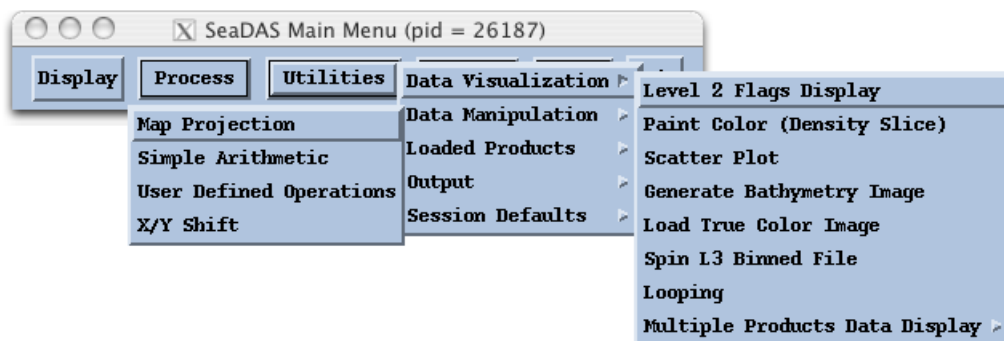 SeaDAS Main Menu (pid = 26187)
Display Process Utilities
Data Visualization
Data Manipulation
Loaded Products
Output
Session Defaults
Map Projection
Simple Arithmetic
User Defined Operations
X/Y Shift
Level 2 Flags Display
Paint Color (Density Slice)
Scatter Plot
Generate Bathymetry Image
Load True Color Image
Spin L3 Binned File
Looping
Multiple Products Data Display